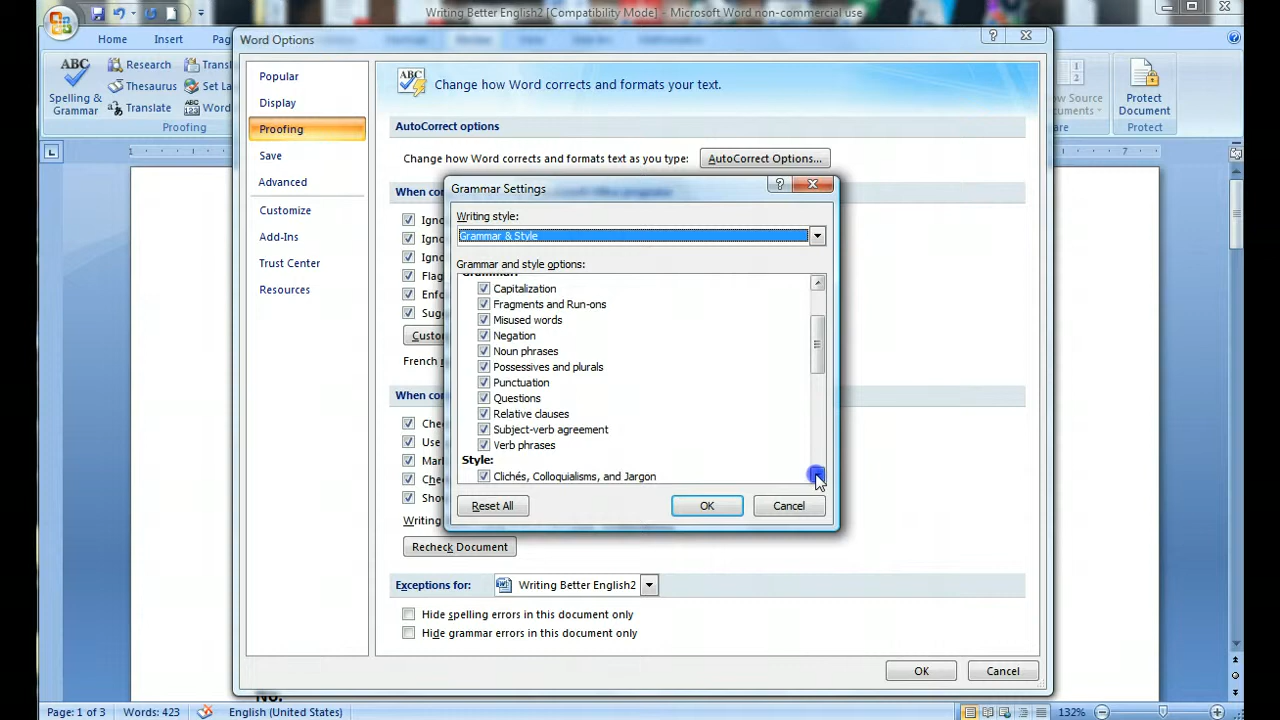 Writing Better English2 [Compatibility Mode] - Microsoft Word non-commercial use
Home
Insert
ABC
Spelling & Grammar
Research
Thesaurus
Translate
Proofing
Protect Document
Protect
Word Options
Popular
Display
Proofing
Save
Advanced
Customize
Add-Ins
Trust Center
Resources
ABC
Change how Word corrects and formats your text.
AutoCorrect options
Change how Word corrects and formats text as you type:
AutoCorrect Options...
Grammar Settings
Writing style:
Grammar & Style
Grammar and style options:
Grammar:
Capitalization
Fragments and Run-ons
Misused words
Negation
Noun phrases
Possessives and plurals
Punctuation
Questions
Relative clauses
Subject-verb agreement
Verb phrases
Style:
Clichés, Colloquialisms, and Jargon
Reset All
OK
Cancel
French
Writing
Recheck Document
Exceptions for:
Writing Better English2
Hide spelling errors in this document only
Hide grammar errors in this document only
OK
Cancel
No.
Page: 1 of 3
Words: 423
English (United States)
132%